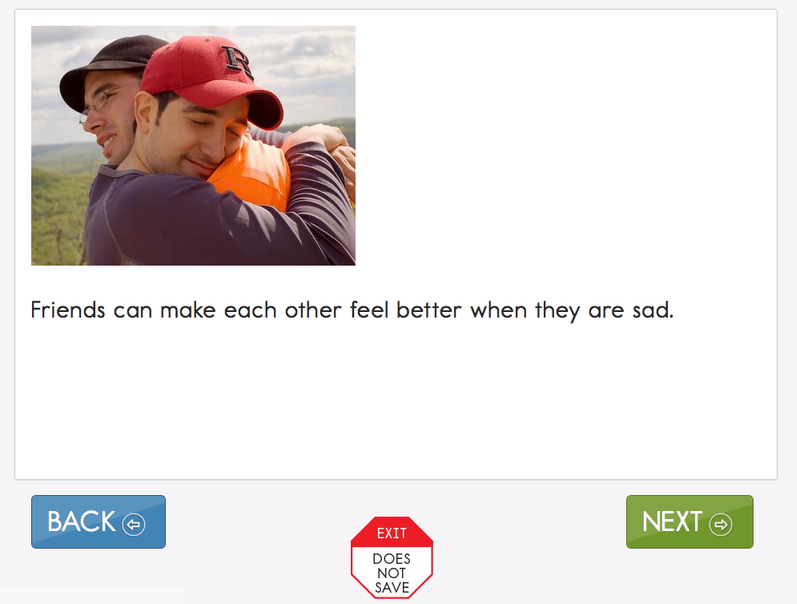 R
Friends can make each other feel better when they are sad.
BACK
NEXT
EXIT
DOES
NOT
SAVE